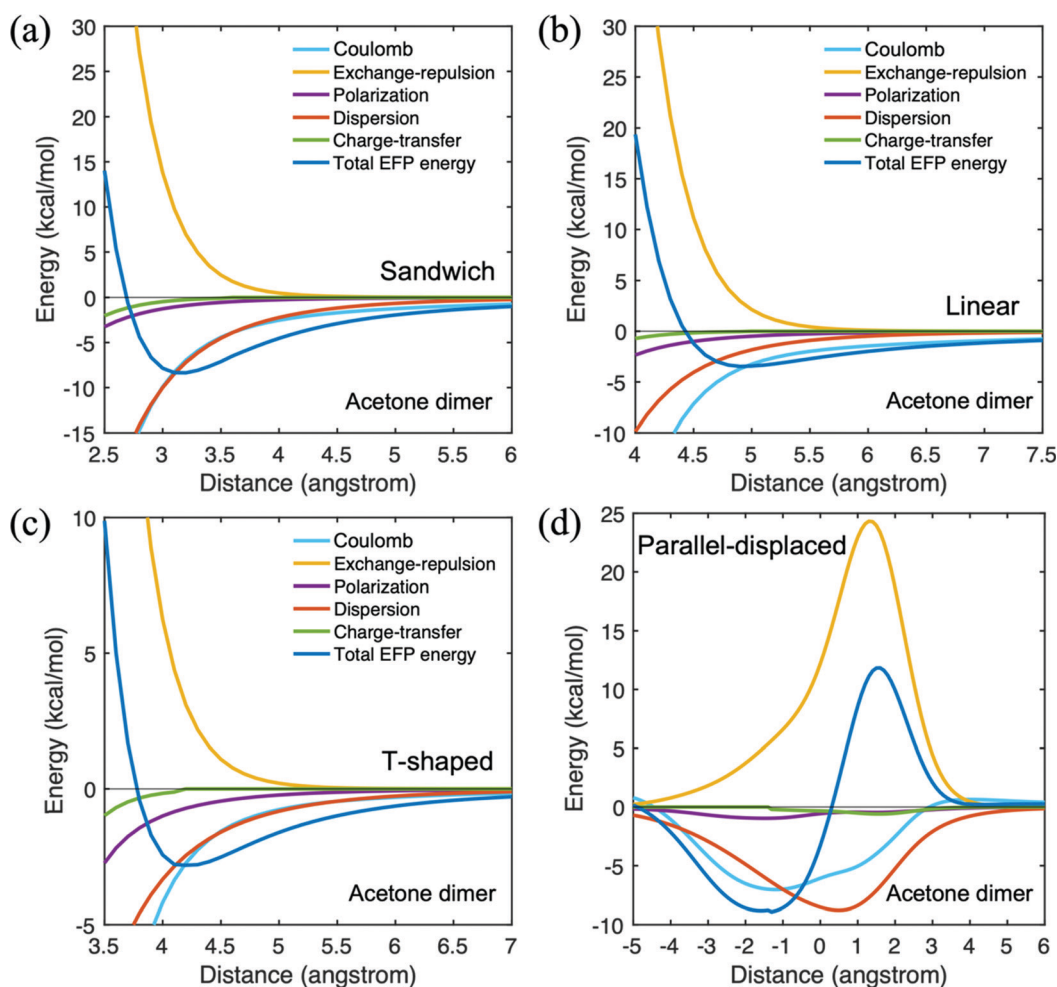 (a)
30
25
20
15
10
5
0
-5
-10
-15
Energy (kcal/mol)
Coulomb
Exchange-repulsion
Polarization
Dispersion
Charge-transfer
Total EFP energy
Sandwich
Acetone dimer
2.5 3 3.5 4 4.5 5 5.5 6
Distance (angstrom)
(b)
30
25
20
15
10
5
0
-5
-10
Energy (kcal/mol)
Coulomb
Exchange-repulsion
Polarization
Dispersion
Charge-transfer
Total EFP energy
Linear
Acetone dimer
4 4.5 5 5.5 6 6.5 7 7.5
Distance (angstrom)
(c)
10
5
0
-5
Energy (kcal/mol)
Coulomb
Exchange-repulsion
Polarization
Dispersion
Charge-transfer
Total EFP energy
T-shaped
Acetone dimer
3.5 4 4.5 5 5.5 6 6.5 7
Distance (angstrom)
(d)
25
20
15
10
5
0
-5
-10
Energy (kcal/mol)
Parallel-displaced
Acetone dimer
-5 -4 -3 -2 -1 0 1 2 3 4 5 6
Distance (angstrom)